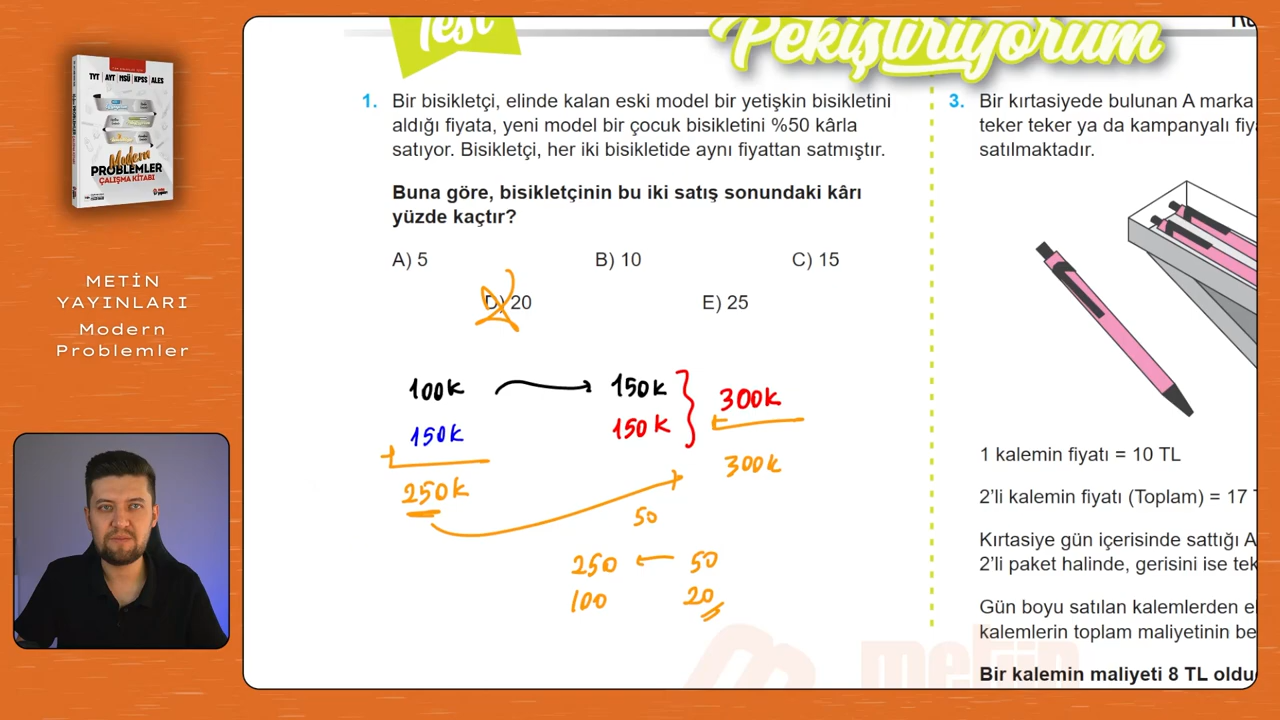 TYT | AYT | MSÜ | KPSS | ALES
Modern
PROBLEMLER
ÇALIŞMA KİTABI
METİN
YAYINLARI
Modern
Problemler
Test
Pekiştiriyorum
1. Bir bisikletçi, elinde kalan eski model bir yetişkin bisikletini
aldığı fiyata, yeni model bir çocuk bisikletini %50 kârla
satıyor. Bisikletçi, her iki bisikletide aynı fiyattan satmıştır.
Buna göre, bisikletçinin bu iki satış sonundaki kârı
yüzde kaçtır?
A) 5 B) 10 C) 15
D) 20 E) 25
100k 150k 300k
150k 150k
250k 300k
50
250 50
100 20
3. Bir kırtasiyede bulunan A marka
teker teker ya da kampanyalı fiy
satılmaktadır.
1 kalemin fiyatı = 10 TL
2'li kalemin fiyatı (Toplam) = 17
Kırtasiye gün içerisinde sattığı A
2'li paket halinde, gerisini ise tek
Gün boyu satılan kalemlerden el
kalemlerin toplam maliyetinin be
Bir kalemin maliyeti 8 TL oldu
metin